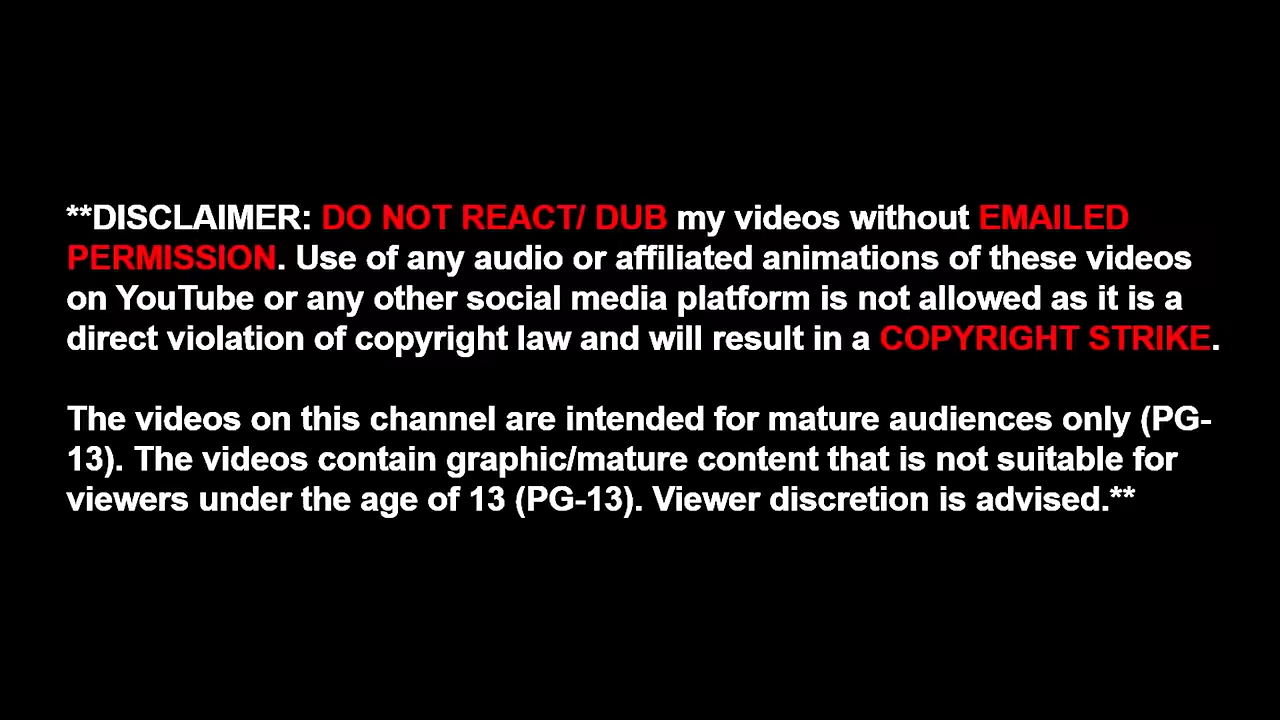 **DISCLAIMER: DO NOT REACT/ DUB my videos without EMAILED
PERMISSION. Use of any audio or affiliated animations of these videos
on YouTube or any other social media platform is not allowed as it is a
direct violation of copyright law and will result in a COPYRIGHT STRIKE.
The videos on this channel are intended for mature audiences only (PG-
13). The videos contain graphic/mature content that is not suitable for
viewers under the age of 13 (PG-13). Viewer discretion is advised.**